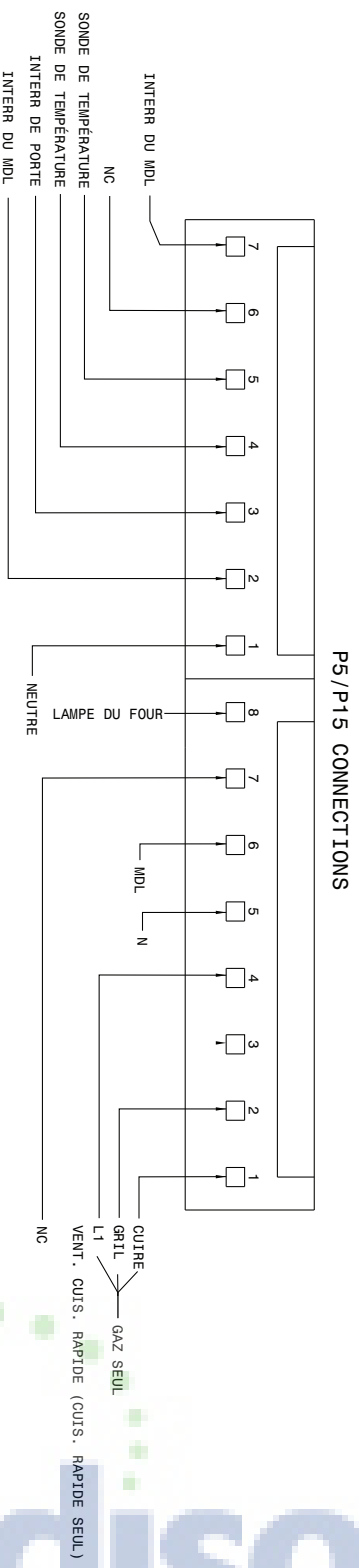 P5/P15 CONNECTIONS
7
6
5
4
3
2
1
8
7
6
5
4
3
2
1
INTERR DU MDL
NC
SONDE DE TEMPÉRATURE
SONDE DE TEMPÉRATURE
INTERR DE PORTE
INTERR DU MDL
NEUTRE
LAMPE DU FOUR
MDL
N
CUIRE
GRIL
L1
GAZ SEUL
VENT. CUIS. RAPIDE (CUIS. RAPIDE SEUL)
NC